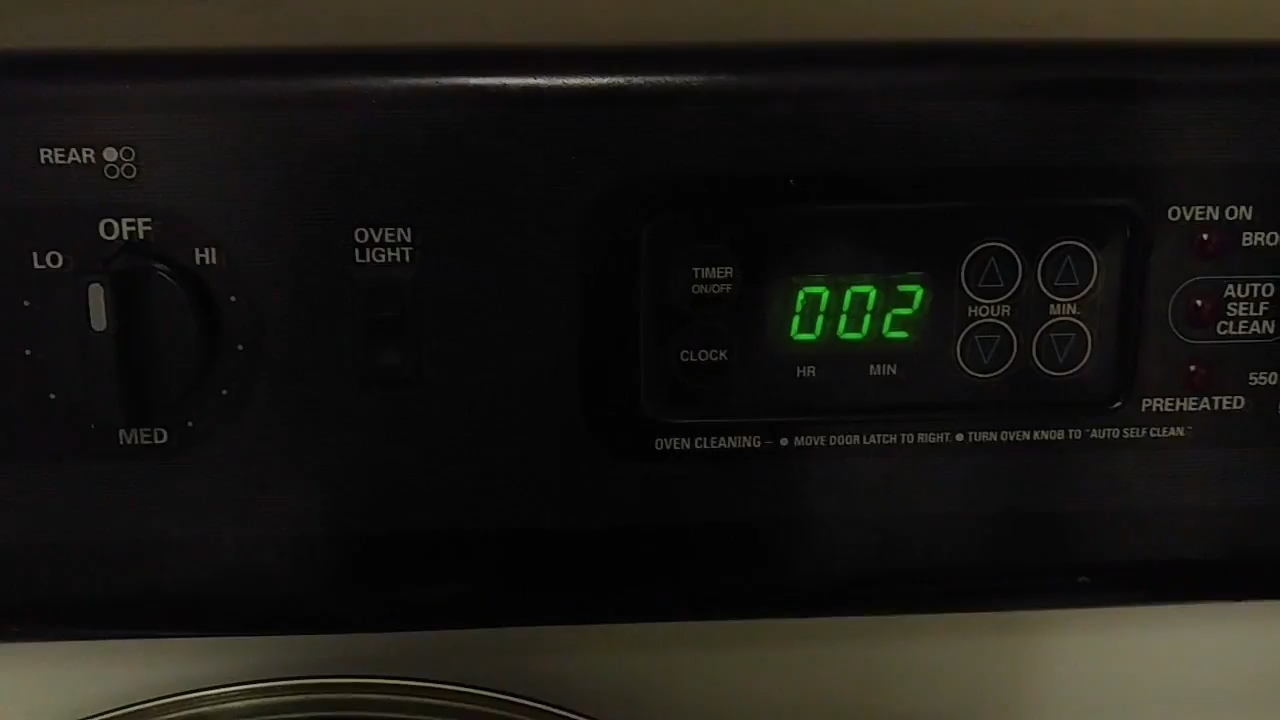 REAR
OFF
LO
HI
MED
OVEN
LIGHT
TIMER
ON/OFF
CLOCK
002
HR
MIN
HOUR
MIN.
OVEN ON
BRO
AUTO
SELF
CLEAN
550
PREHEATED
OVEN CLEANING – ● MOVE DOOR LATCH TO RIGHT. ● TURN OVEN KNOB TO "AUTO SELF CLEAN."